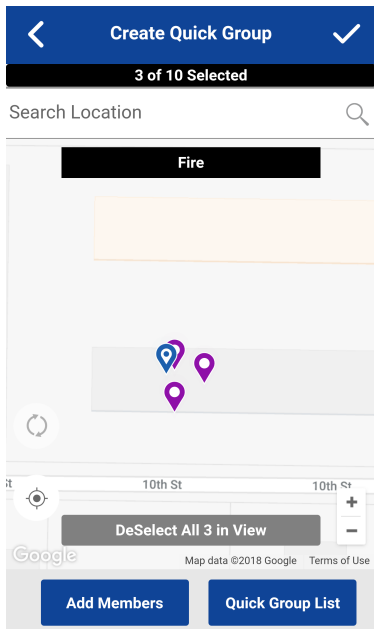 Create Quick Group
3 of 10 Selected
Search Location
Fire
St 10th St 10th St
+
DeSelect All 3 in View
−
Google Map data ©2018 Google Terms of Use
Add Members Quick Group List